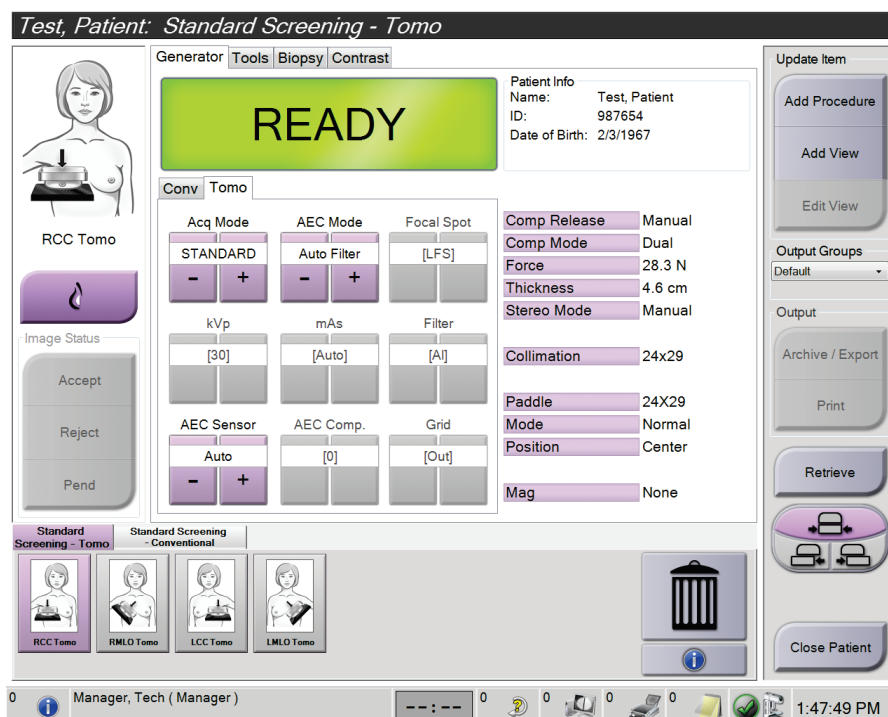 Test, Patient: Standard Screening - Tomo
Generator Tools Biopsy Contrast
READY
Patient Info
Name: Test, Patient
ID: 987654
Date of Birth: 2/3/1967
Update Item
Add Procedure
Add View
Edit View
RCC Tomo
Conv Tomo
Acq Mode AEC Mode Focal Spot
STANDARD Auto Filter [LFS]
- + - +
kVp mAs Filter
[30] [Auto] [Al]
AEC Sensor AEC Comp. Grid
Auto [0] [Out]
- +
Comp Release Manual
Comp Mode Dual
Force 28.3 N
Thickness 4.6 cm
Stereo Mode Manual
Collimation 24x29
Paddle 24X29
Mode Normal
Position Center
Mag None
Image Status
Accept
Reject
Pend
Output Groups
Default
Output
Archive / Export
Print
Retrieve
Close Patient
Standard
Screening - Tomo
Standard Screening
- Conventional
RCC Tomo RMLO Tomo LCC Tomo LMLO Tomo
0 Manager, Tech ( Manager ) --:-- 0 0 0 0 1:47:49 PM